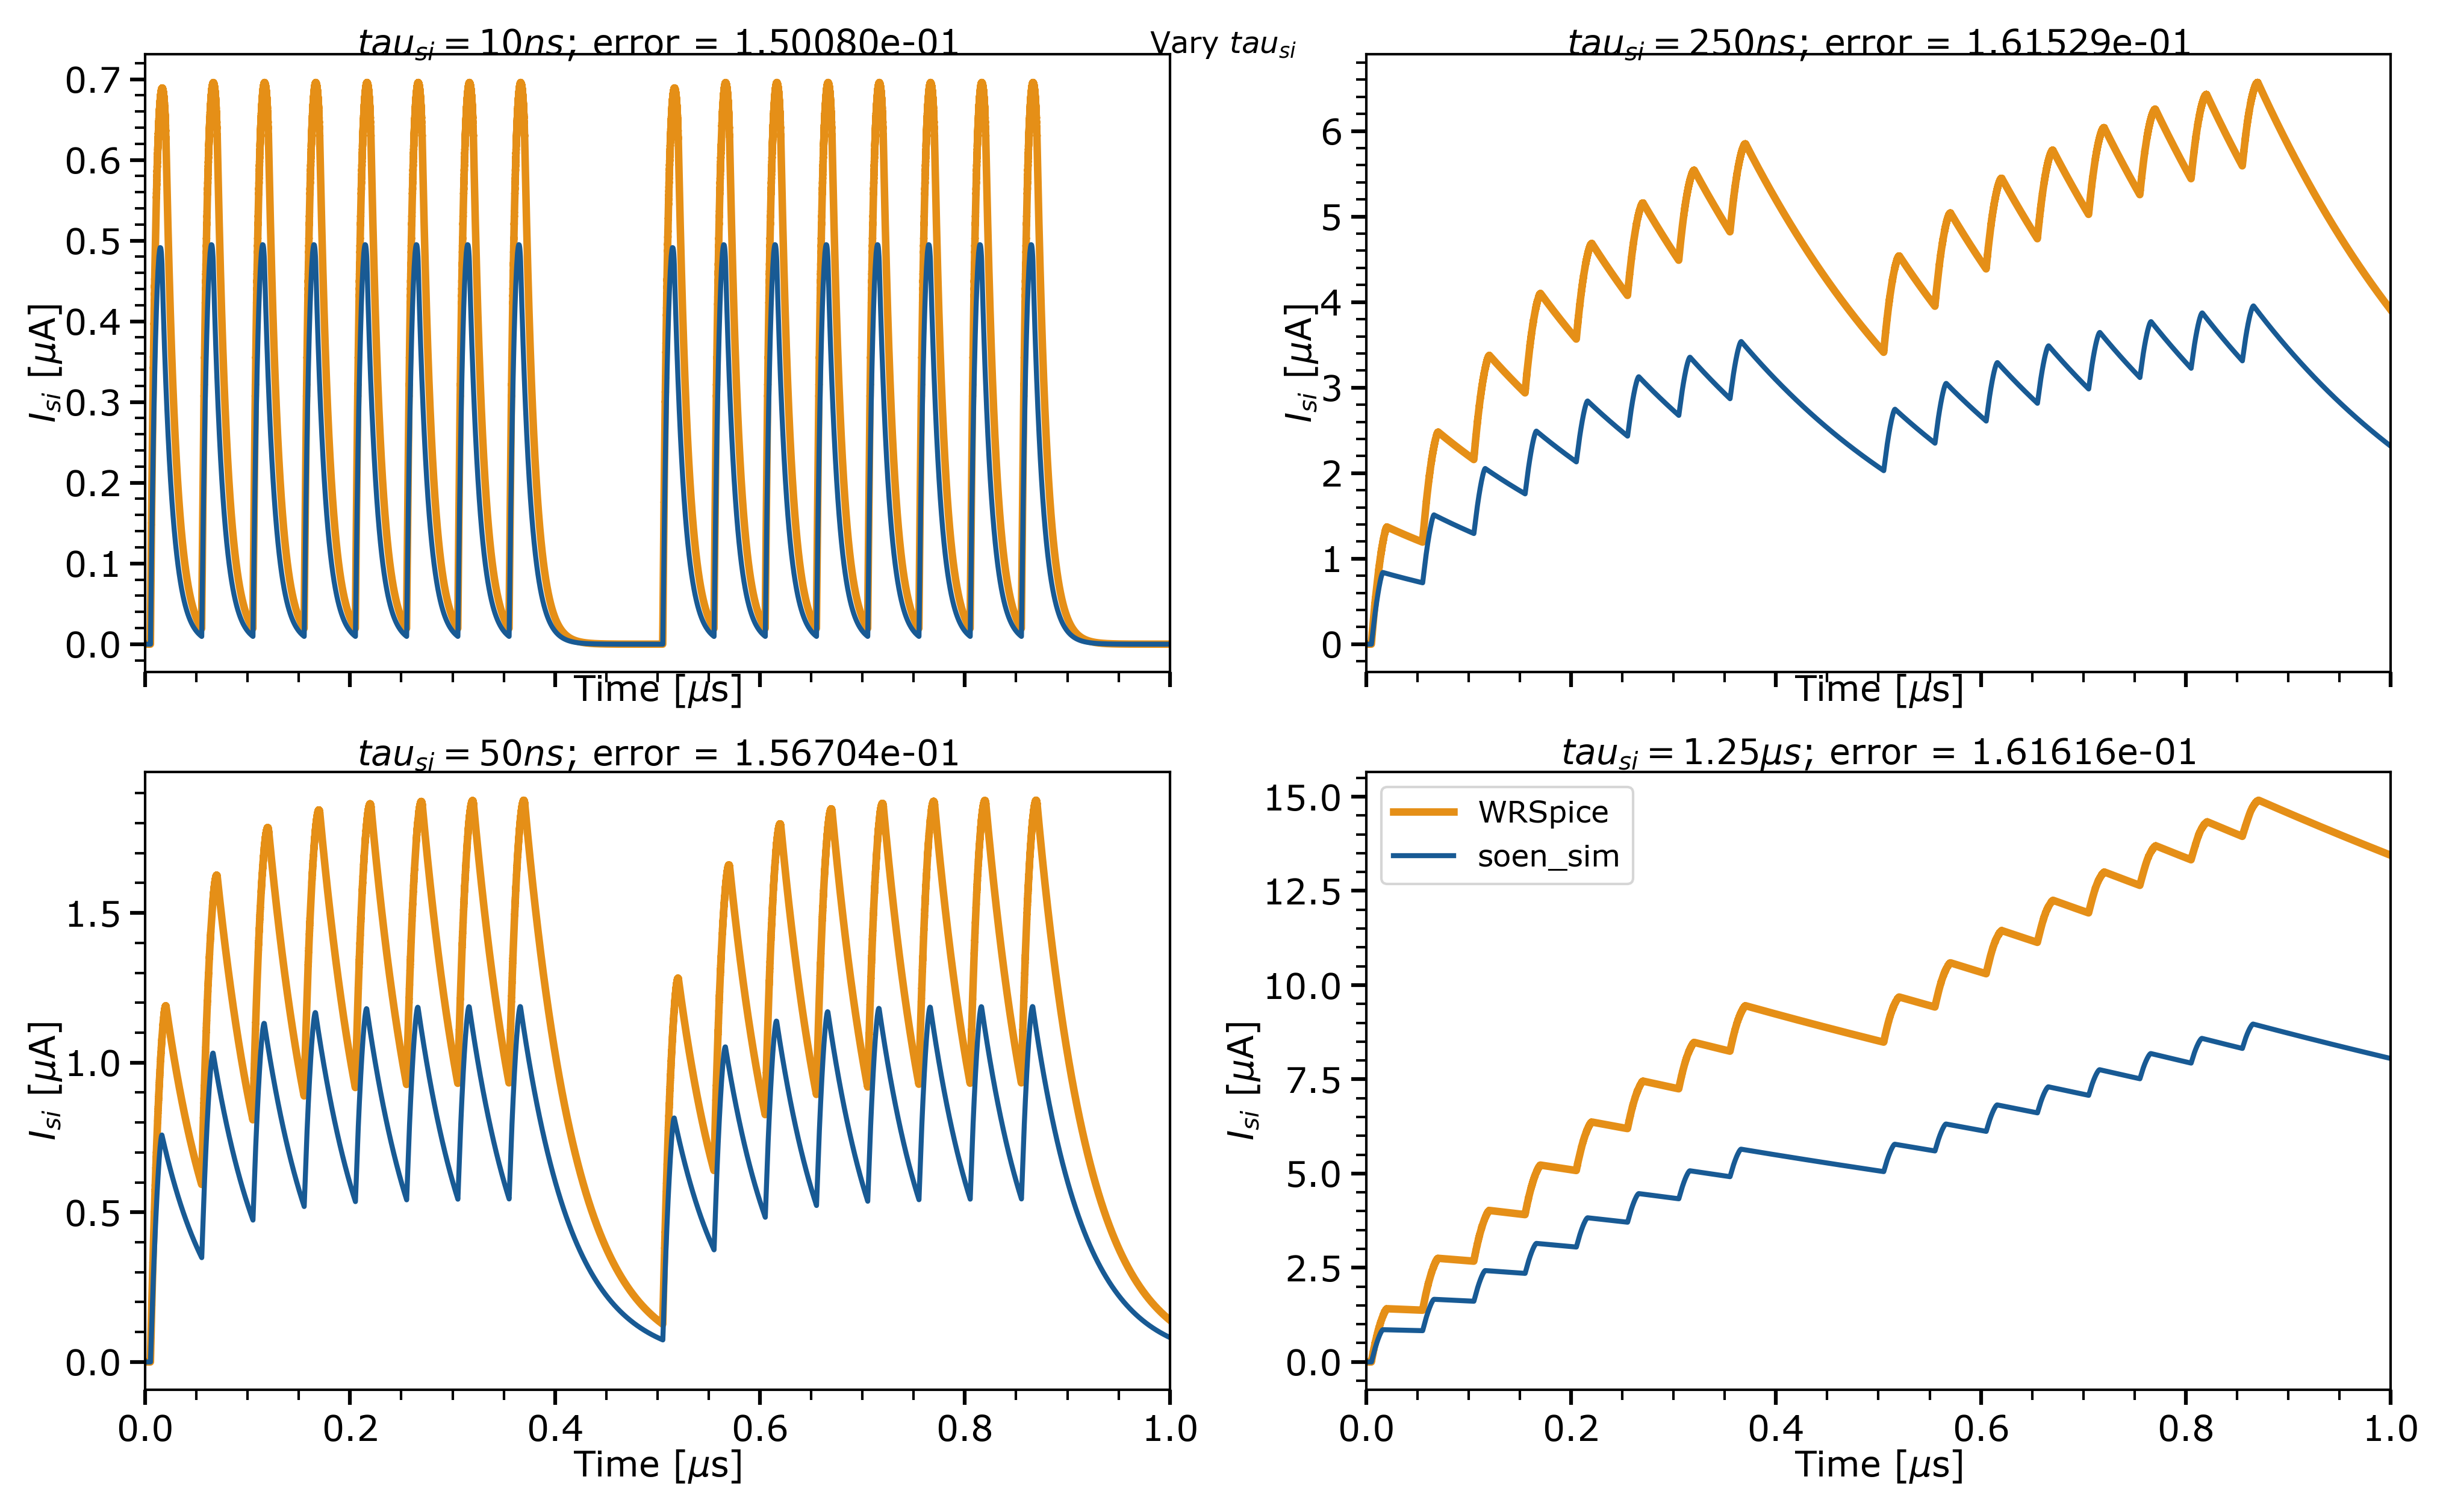 Vary tau_si
tau_si = 10ns; error = 1.50080e-01
0.7
0.6
0.5
0.4
0.3
0.2
0.1
0.0
I_si [μA]
Time [μs]
tau_si = 250ns; error = 1.61529e-01
6
5
4
3
2
1
0
I_si [μA]
Time [μs]
tau_si = 50ns; error = 1.56704e-01
1.5
1.0
0.5
0.0
I_si [μA]
0.0 0.2 0.4 0.6 0.8 1.0
Time [μs]
tau_si = 1.25μs; error = 1.61616e-01
WRSpice
soen_sim
15.0
12.5
10.0
7.5
5.0
2.5
0.0
I_si [μA]
0.0 0.2 0.4 0.6 0.8 1.0
Time [μs]